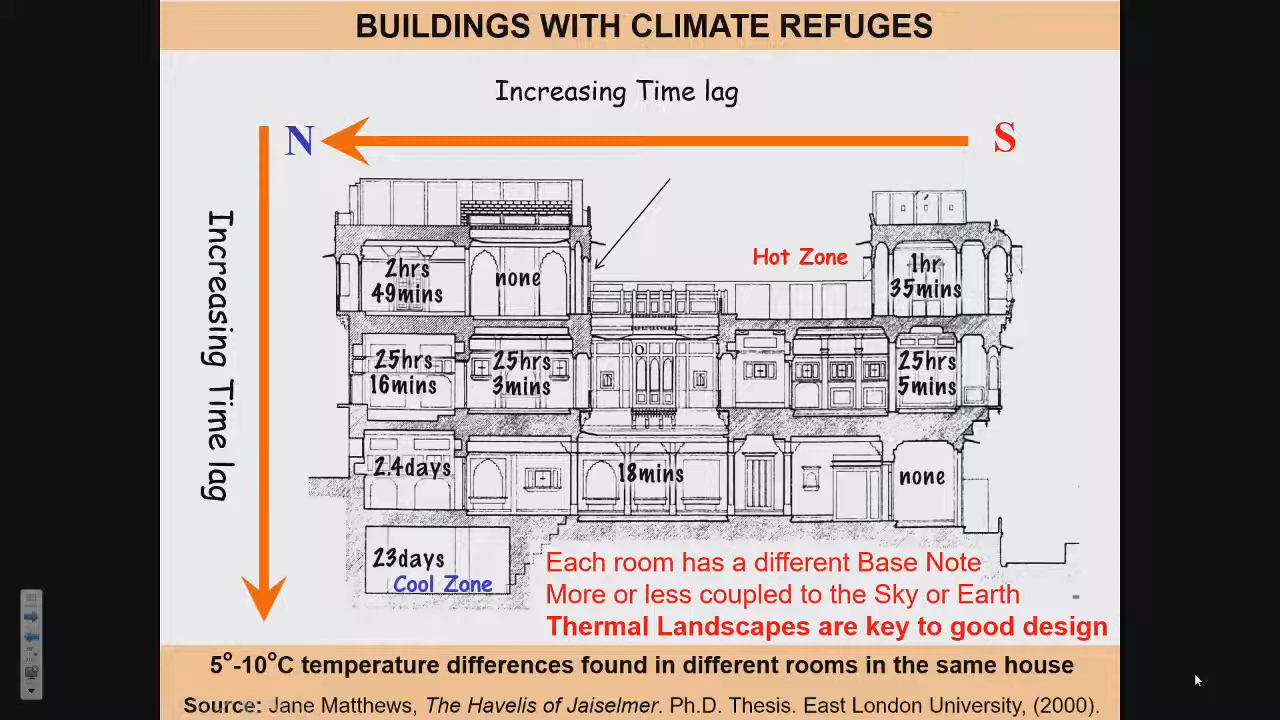 BUILDINGS WITH CLIMATE REFUGES
Increasing Time lag
N
S
Increasing Time lag
Hot Zone
2hrs
49mins
none
1hr
35mins
25hrs
16mins
25hrs
3mins
25hrs
5mins
2.4days
18mins
none
23days
Cool Zone
Each room has a different Base Note
More or less coupled to the Sky or Earth
Thermal Landscapes are key to good design
5°-10°C temperature differences found in different rooms in the same house
Source: Jane Matthews, The Havelis of Jaiselmer. Ph.D. Thesis. East London University, (2000).